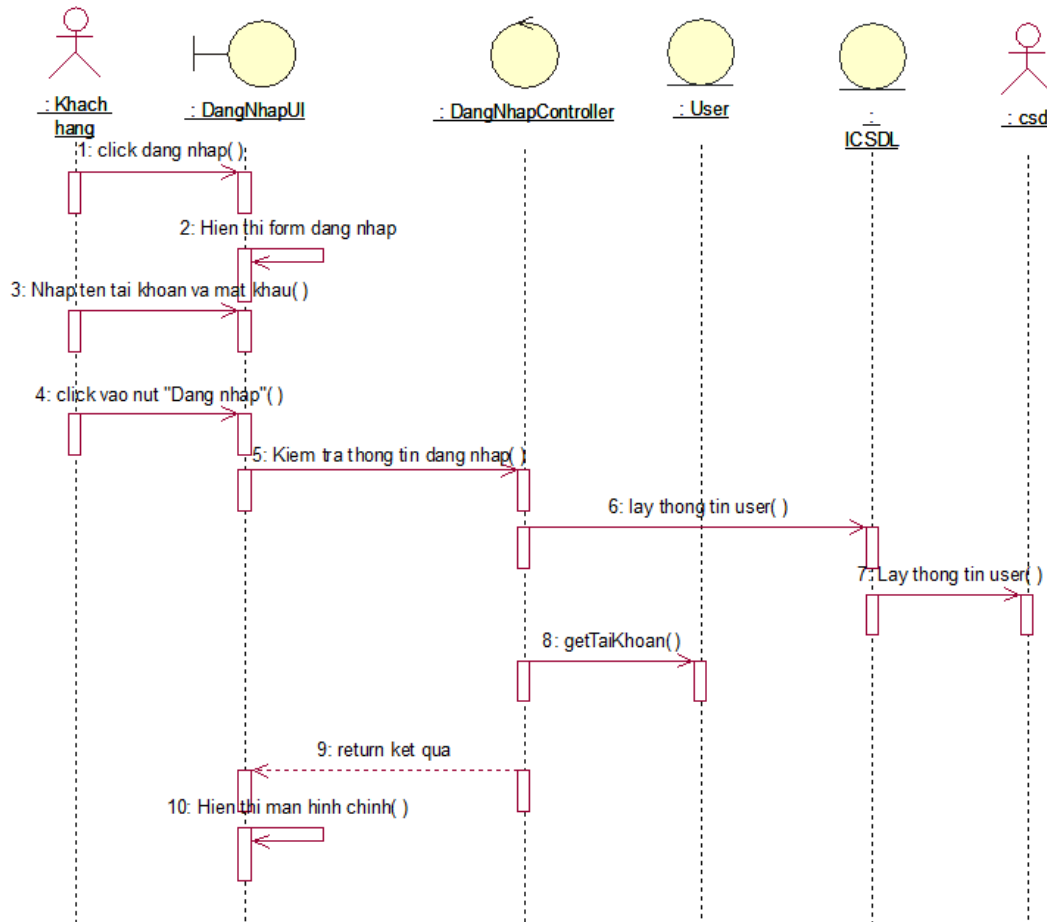 : Khach
hang
: DangNhapUI
: DangNhapController
: User
:
ICSDL
: csd
1: click dang nhap( )
2: Hien thi form dang nhap
3: Nhap ten tai khoan va mat khau( )
4: click vao nut "Dang nhap"( )
5: Kiem tra thong tin dang nhap( )
6: lay thong tin user( )
7: Lay thong tin user( )
8: getTaiKhoan( )
9: return ket qua
10: Hien thi man hinh chinh( )